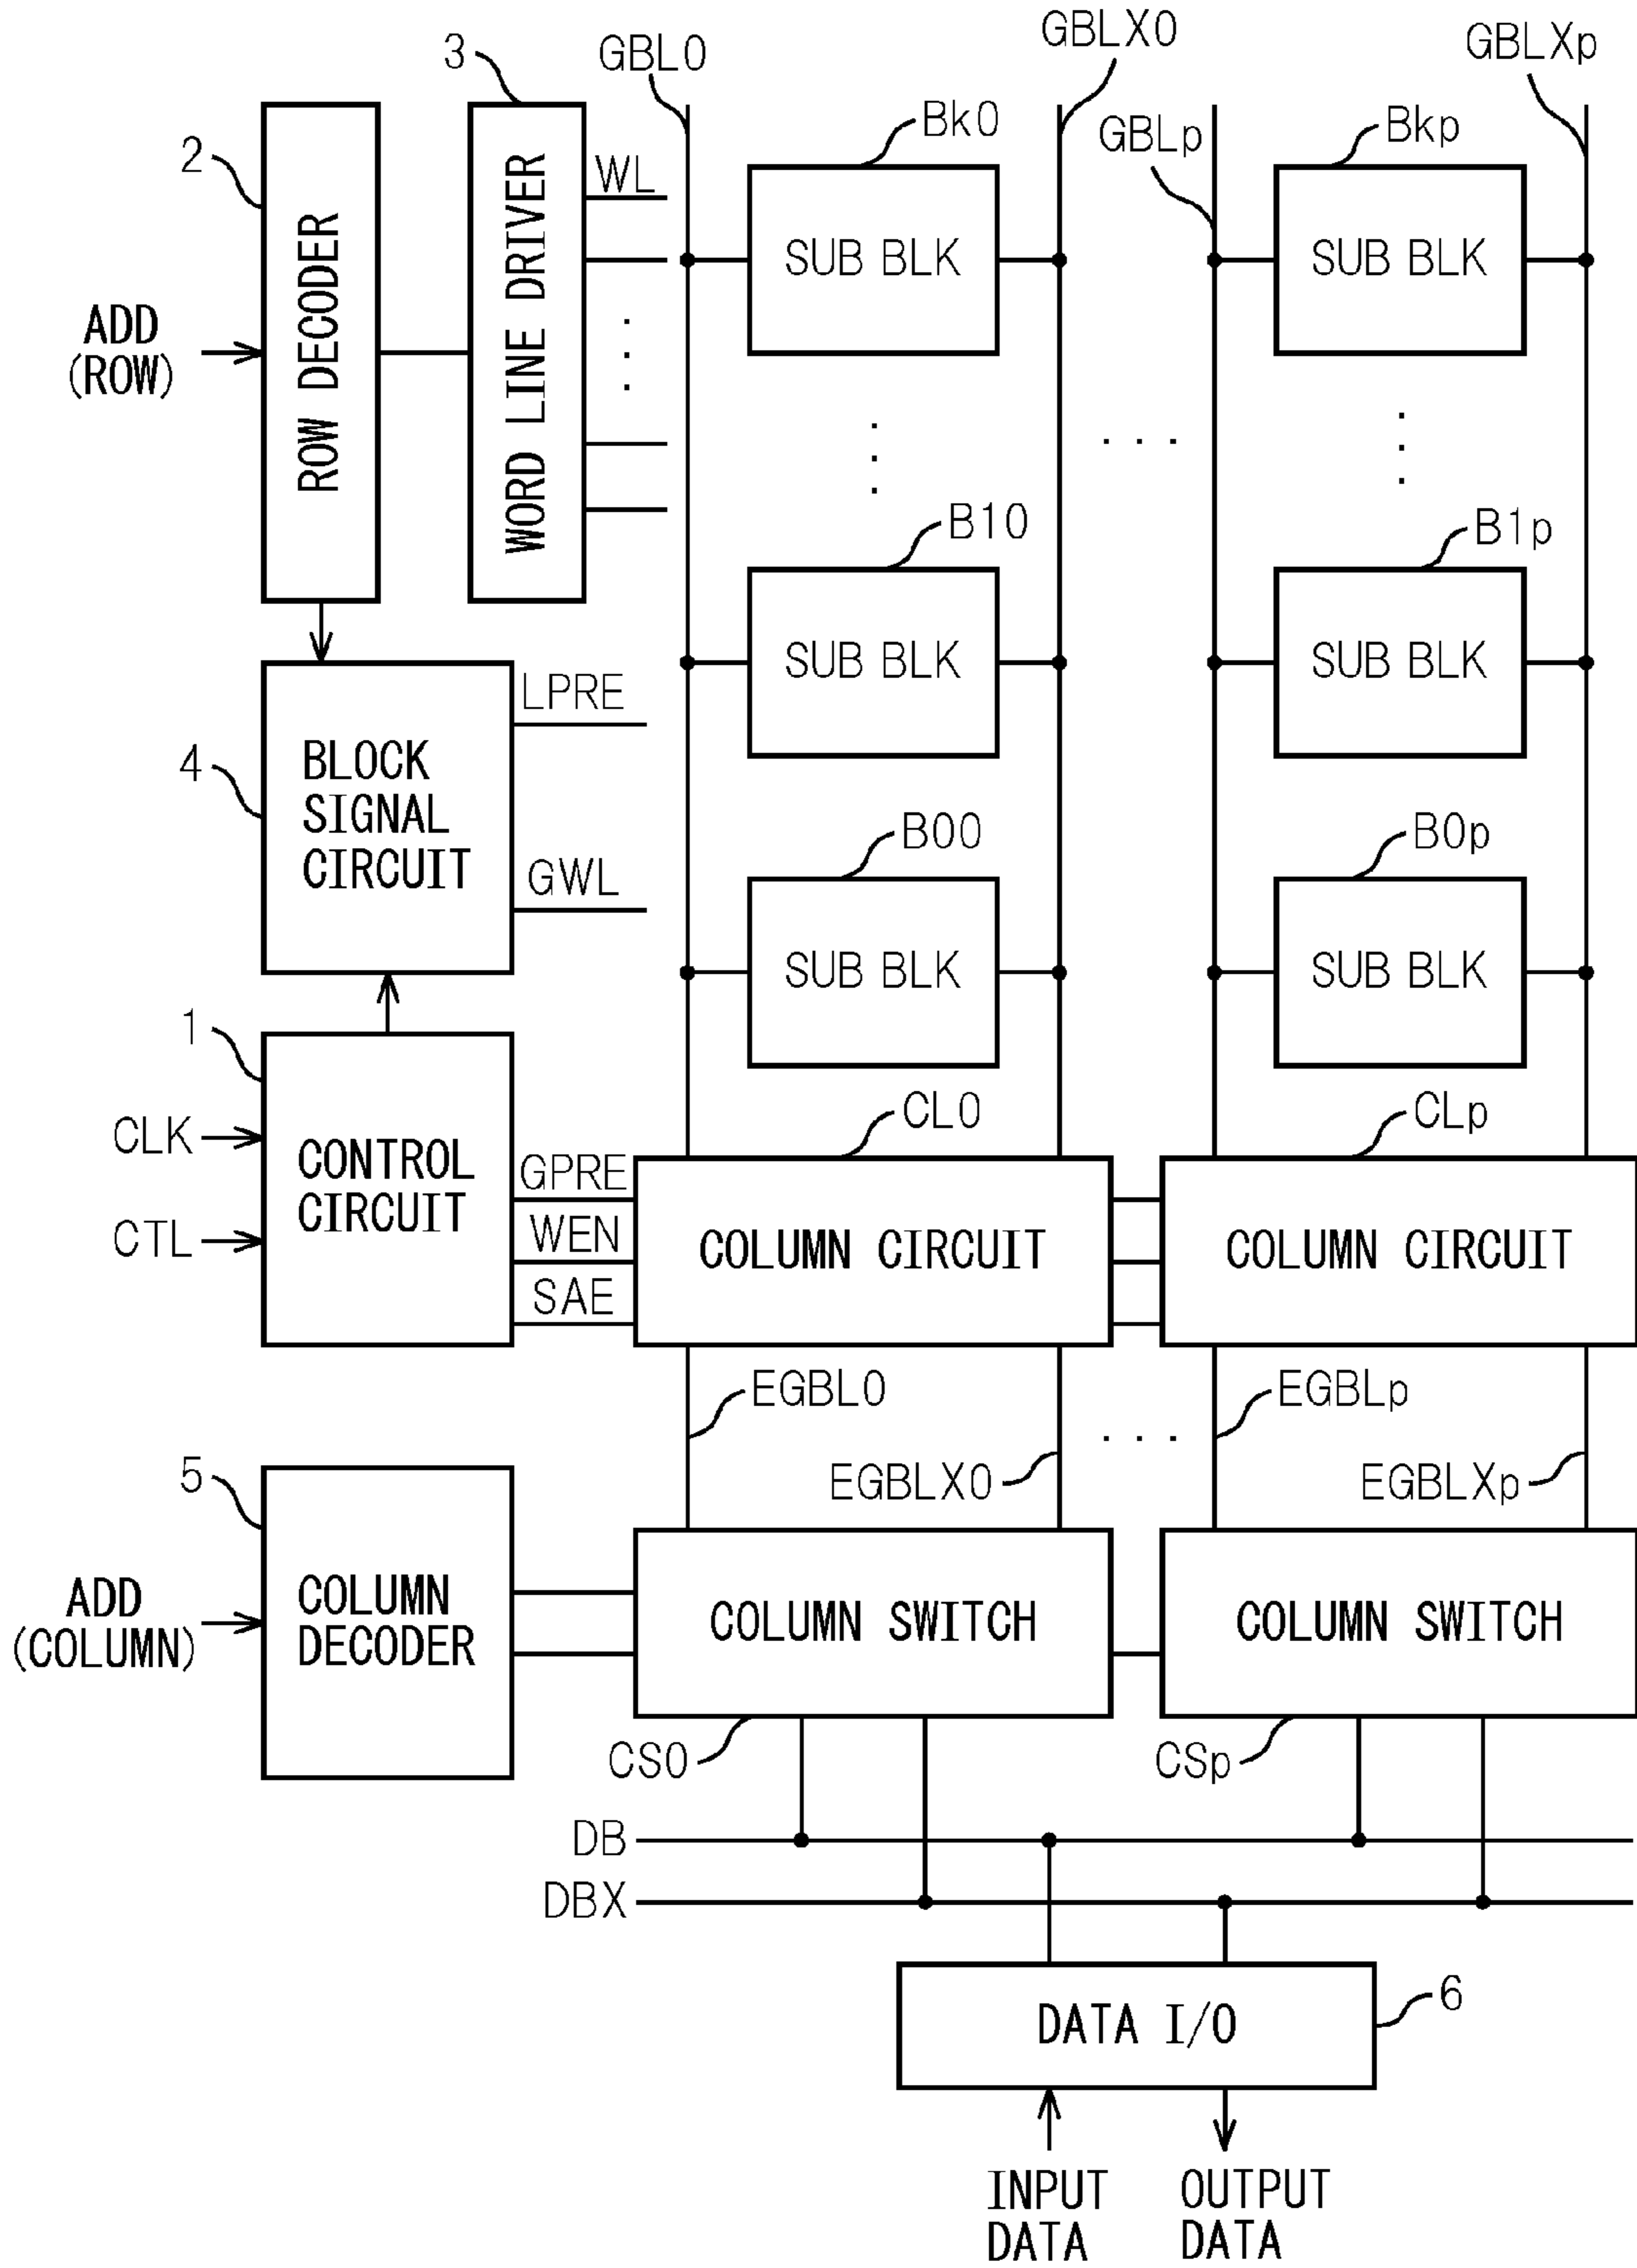 GBLX0
GBLXp
3
GBL0
Bk0
GBLp
Bkp
2
WL
ROW DECODER
WORD LINE DRIVER
SUB BLK
SUB BLK
ADD
(ROW)
B10
B1p
SUB BLK
SUB BLK
LPRE
4
BLOCK
SIGNAL
CIRCUIT
B00
B0p
GWL
SUB BLK
SUB BLK
1
CL0
CLp
CLK
CONTROL
CIRCUIT
GPRE
WEN
SAE
CTL
COLUMN CIRCUIT
COLUMN CIRCUIT
EGBL0
EGBLp
5
EGBLX0
EGBLXp
ADD
(COLUMN)
COLUMN
DECODER
COLUMN SWITCH
COLUMN SWITCH
CS0
CSp
DB
DBX
DATA I/O
6
INPUT
DATA
OUTPUT
DATA